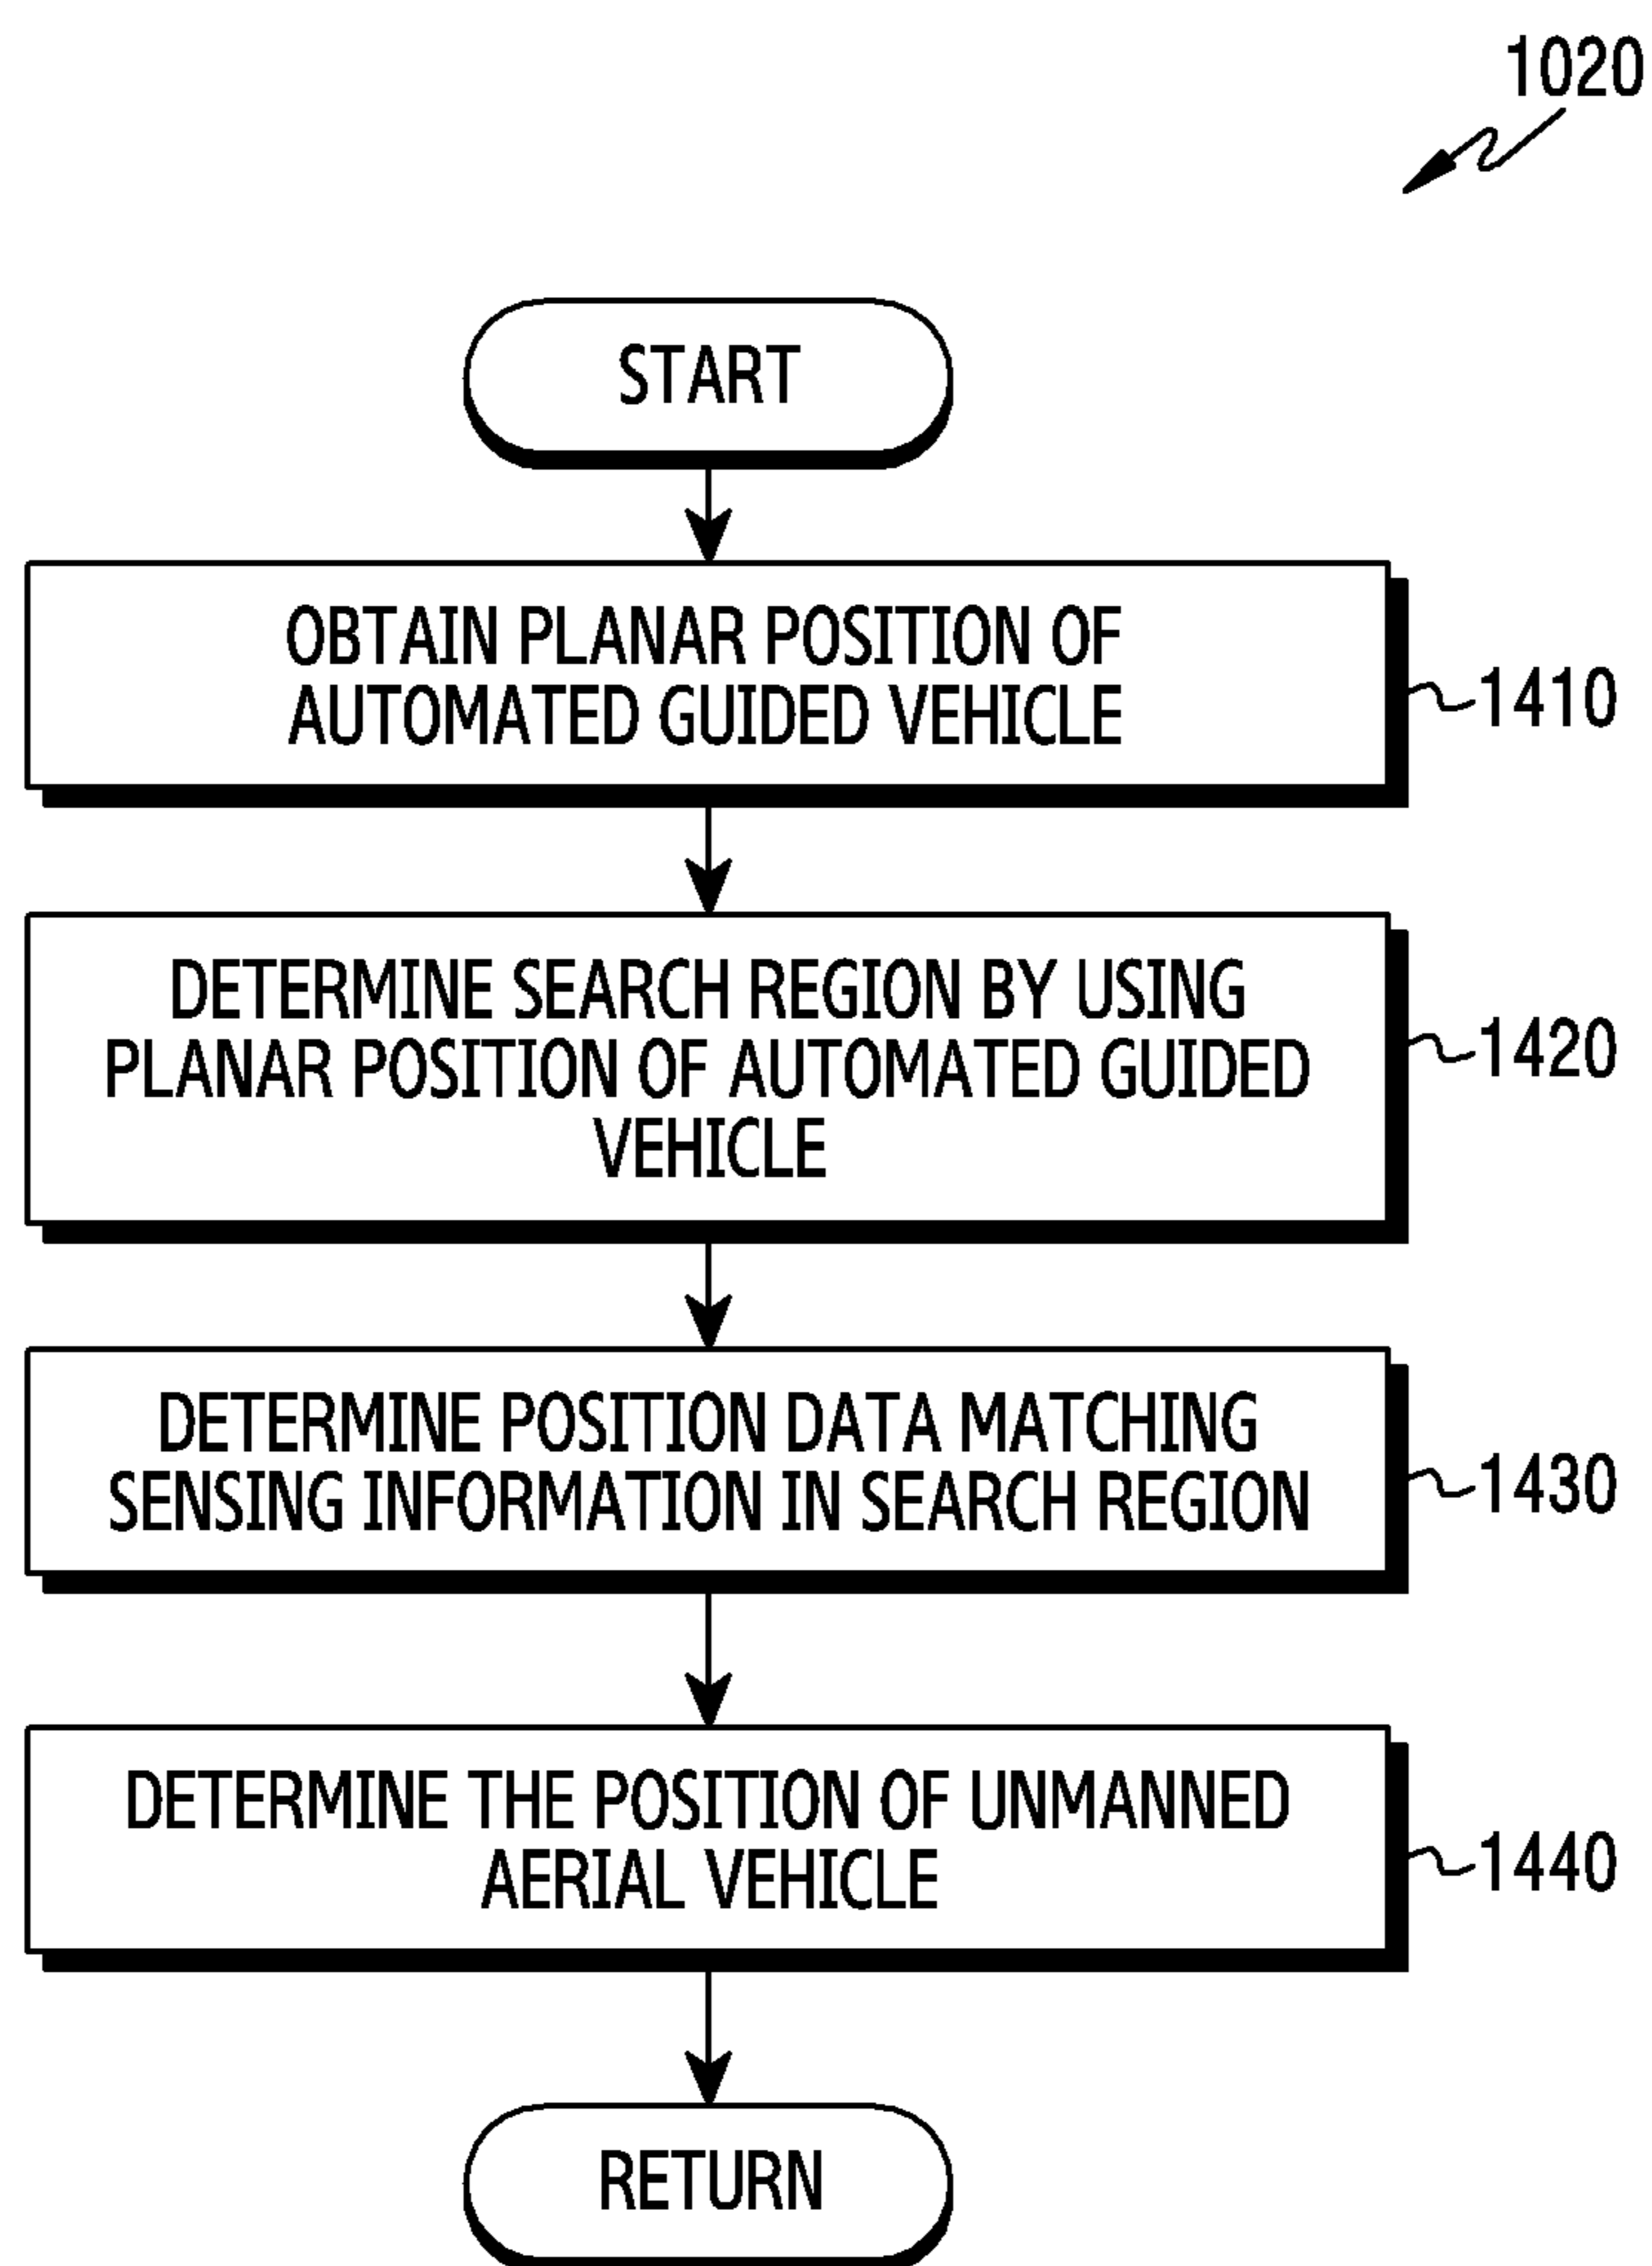 1020
START
OBTAIN PLANAR POSITION OF
AUTOMATED GUIDED VEHICLE
1410
DETERMINE SEARCH REGION BY USING
PLANAR POSITION OF AUTOMATED GUIDED
VEHICLE
1420
DETERMINE POSITION DATA MATCHING
SENSING INFORMATION IN SEARCH REGION
1430
DETERMINE THE POSITION OF UNMANNED
AERIAL VEHICLE
1440
RETURN